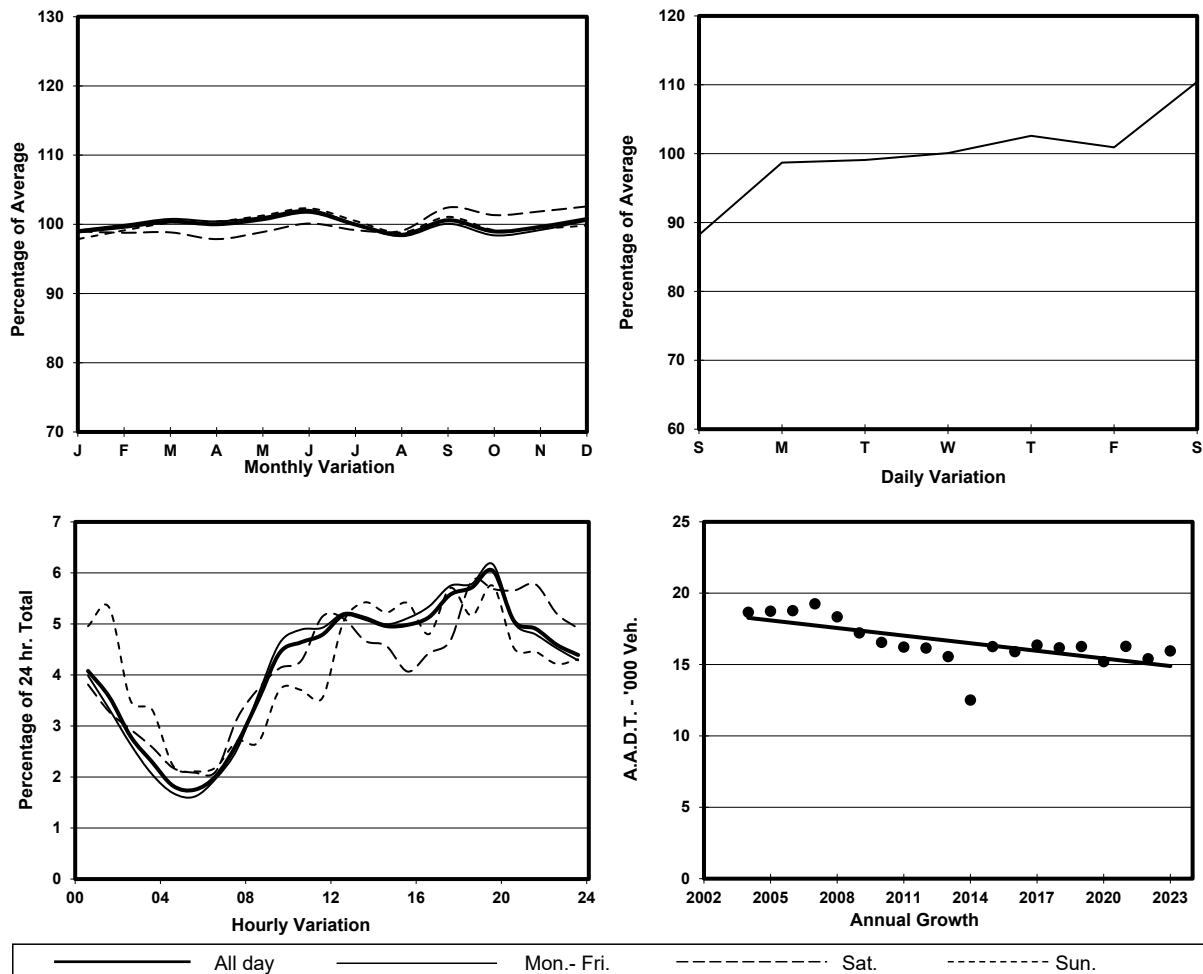 Percentage of Average
130
120
110
100
90
80
70
J F M A M J J A S O N D
Monthly Variation
Percentage of Average
120
110
100
90
80
70
60
S M T W T F S
Daily Variation
Percentage of 24 hr. Total
7
6
5
4
3
2
1
0
00 04 08 12 16 20 24
Hourly Variation
A.A.D.T. - '000 Veh.
25
20
15
10
5
0
2002 2005 2008 2011 2014 2017 2020 2023
Annual Growth
All day Mon.- Fri. Sat. Sun.